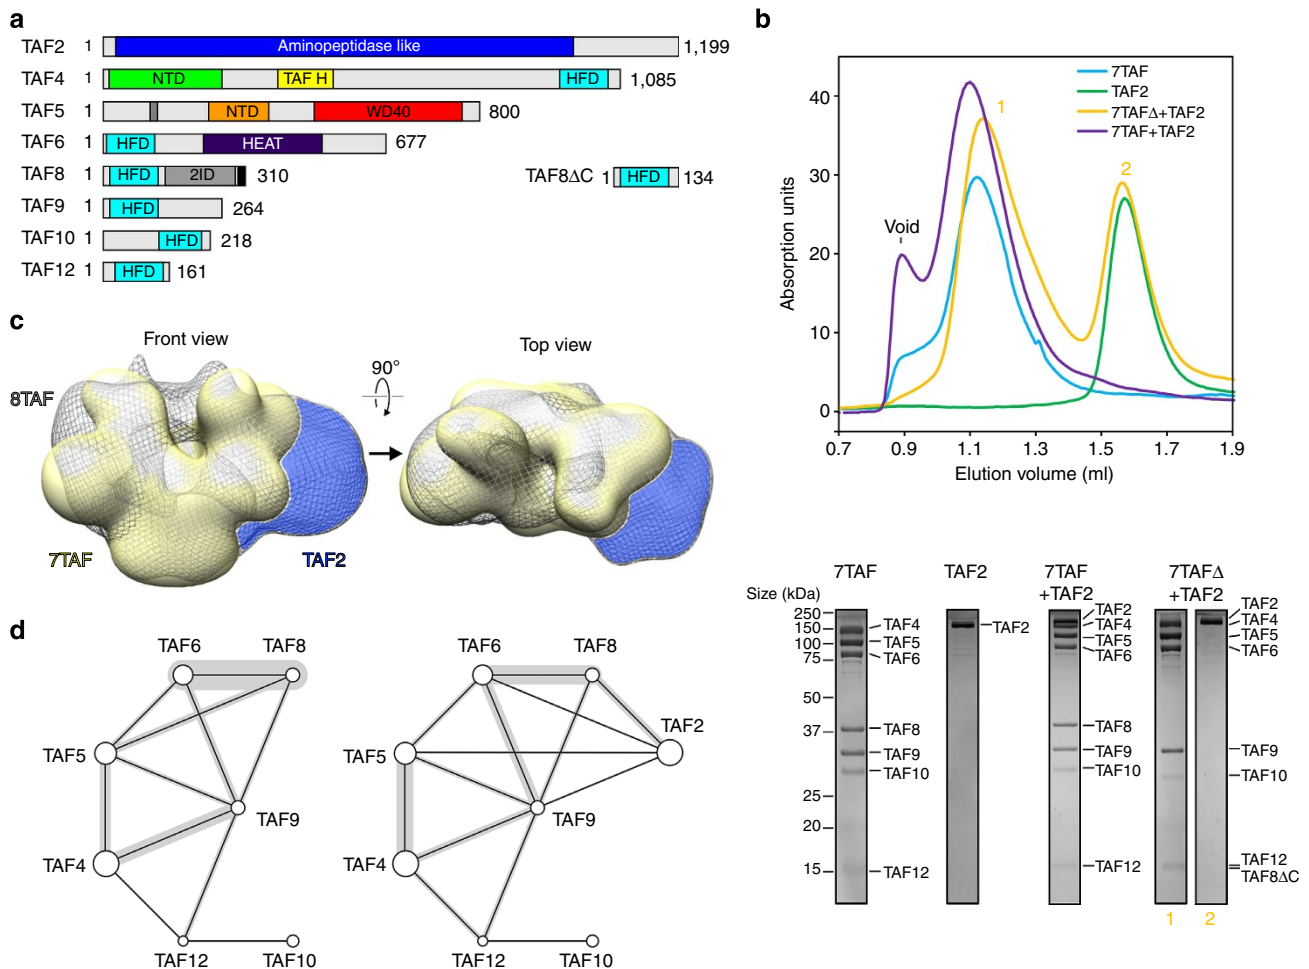 a
TAF2 1 Aminopeptidase like 1,199
TAF4 1 NTD TAF H HFD 1,085
TAF5 1 NTD WD40 800
TAF6 1 HFD HEAT 677
TAF8 1 HFD 2ID 310 TAF8ΔC 1 HFD 134
TAF9 1 HFD 264
TAF10 1 HFD 218
TAF12 1 HFD 161
b
7TAF
TAF2
7TAFΔ+TAF2
7TAF+TAF2
1
2
Void
Absorption units
40
30
20
10
0
0.7 0.9 1.1 1.3 1.5 1.7 1.9
Elution volume (ml)
7TAF TAF2 7TAF +TAF2 7TAFΔ +TAF2
Size (kDa)
250
150
100
75
50
37
25
20
15
TAF4
TAF5
TAF6
TAF8
TAF9
TAF10
TAF12
TAF2
TAF2
TAF4
TAF5
TAF6
TAF8
TAF9
TAF10
TAF12
TAF2
TAF4
TAF5
TAF6
TAF9
TAF10
TAF12
TAF8ΔC
1 2
c
Front view
90°
Top view
8TAF
7TAF
TAF2
d
TAF6 TAF8
TAF5
TAF9
TAF4
TAF12 TAF10
TAF6 TAF8
TAF2
TAF5
TAF9
TAF4
TAF12 TAF10